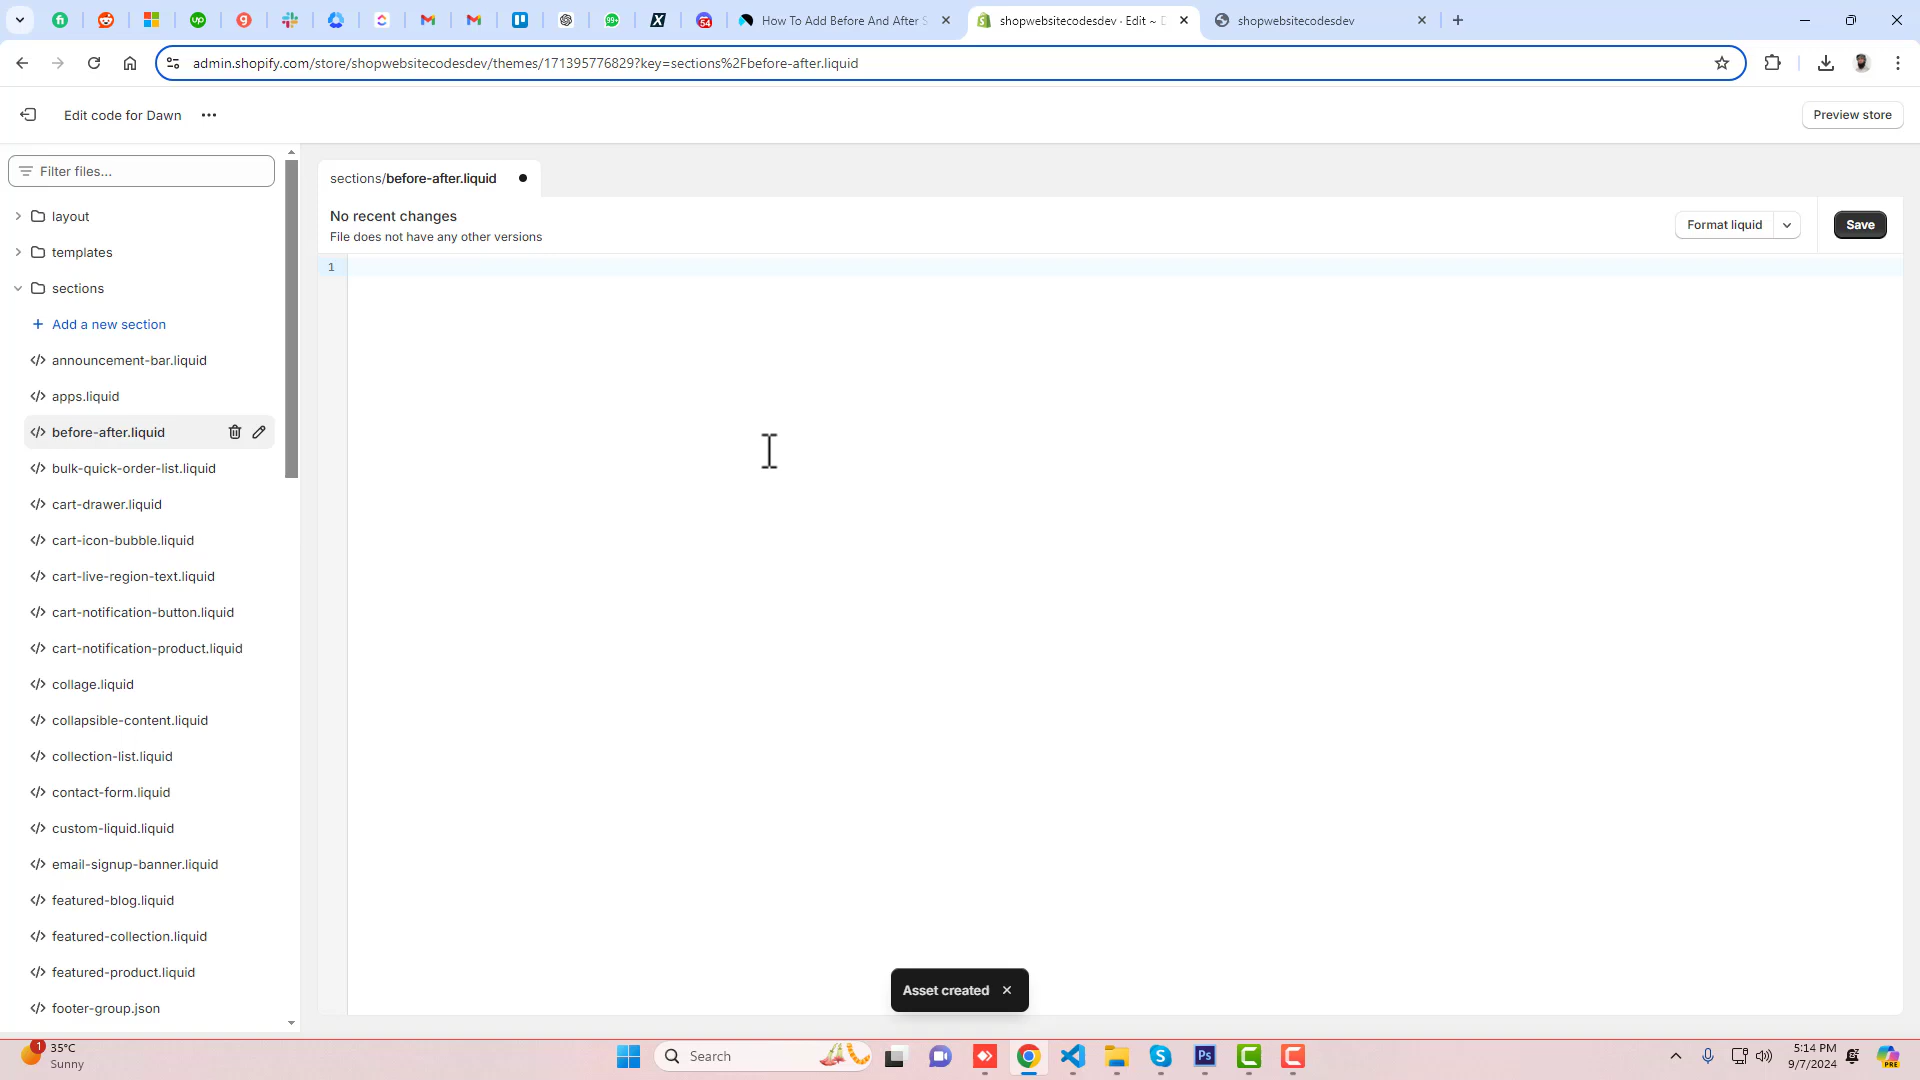 How To Add Before And After S
shopwebsitecodesdev · Edit ~ D
shopwebsitecodesdev
admin.shopify.com/store/shopwebsitecodesdev/themes/171395776829?key=sections%2Fbefore-after.liquid
Edit code for Dawn
Preview store
Filter files...
layout
templates
sections
Add a new section
announcement-bar.liquid
apps.liquid
before-after.liquid
bulk-quick-order-list.liquid
cart-drawer.liquid
cart-icon-bubble.liquid
cart-live-region-text.liquid
cart-notification-button.liquid
cart-notification-product.liquid
collage.liquid
collapsible-content.liquid
collection-list.liquid
contact-form.liquid
custom-liquid.liquid
email-signup-banner.liquid
featured-blog.liquid
featured-collection.liquid
featured-product.liquid
footer-group.json
sections/before-after.liquid
No recent changes
File does not have any other versions
Format liquid
Save
1
Asset created
1
35°C
Sunny
Search
Ps
5:14 PM
9/7/2024
PRE